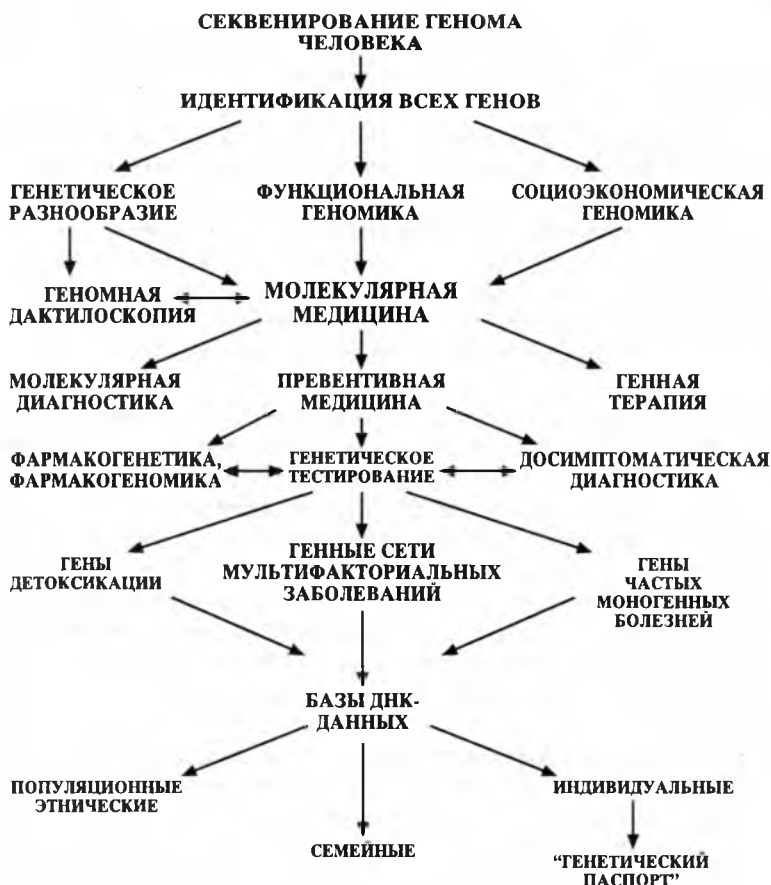 СЕКВЕНИРОВАНИЕ ГЕНОМА
ЧЕЛОВЕКА
ИДЕНТИФИКАЦИЯ ВСЕХ ГЕНОВ
ГЕНЕТИЧЕСКОЕ
РАЗНООБРАЗИЕ
ФУНКЦИОНАЛЬНАЯ
ГЕНОМИКА
СОЦИОЭКОНОМИЧЕСКАЯ
ГЕНОМИКА
ГЕНОМНАЯ
ДАКТИЛОСКОПИЯ
МОЛЕКУЛЯРНАЯ
МЕДИЦИНА
МОЛЕКУЛЯРНАЯ
ДИАГНОСТИКА
ПРЕВЕНТИВНАЯ
МЕДИЦИНА
ГЕННАЯ
ТЕРАПИЯ
ФАРМАКОГЕНЕТИКА,
ФАРМАКОГЕНОМИКА
ГЕНЕТИЧЕСКОЕ
ТЕСТИРОВАНИЕ
ДОСИМПТОМАТИЧЕСКАЯ
ДИАГНОСТИКА
ГЕНЫ
ДЕТОКСИКАЦИИ
ГЕННЫЕ СЕТИ
МУЛЬТИФАКТОРИАЛЬНЫХ
ЗАБОЛЕВАНИЙ
ГЕНЫ
ЧАСТЫХ
МОНОГЕННЫХ
БОЛЕЗНЕЙ
БАЗЫ ДНК-
ДАННЫХ
ПОПУЛЯЦИОННЫЕ
ЭТНИЧЕСКИЕ
СЕМЕЙНЫЕ
ИНДИВИДУАЛЬНЫЕ
"ГЕНЕТИЧЕСКИЙ
ПАСПОРТ"